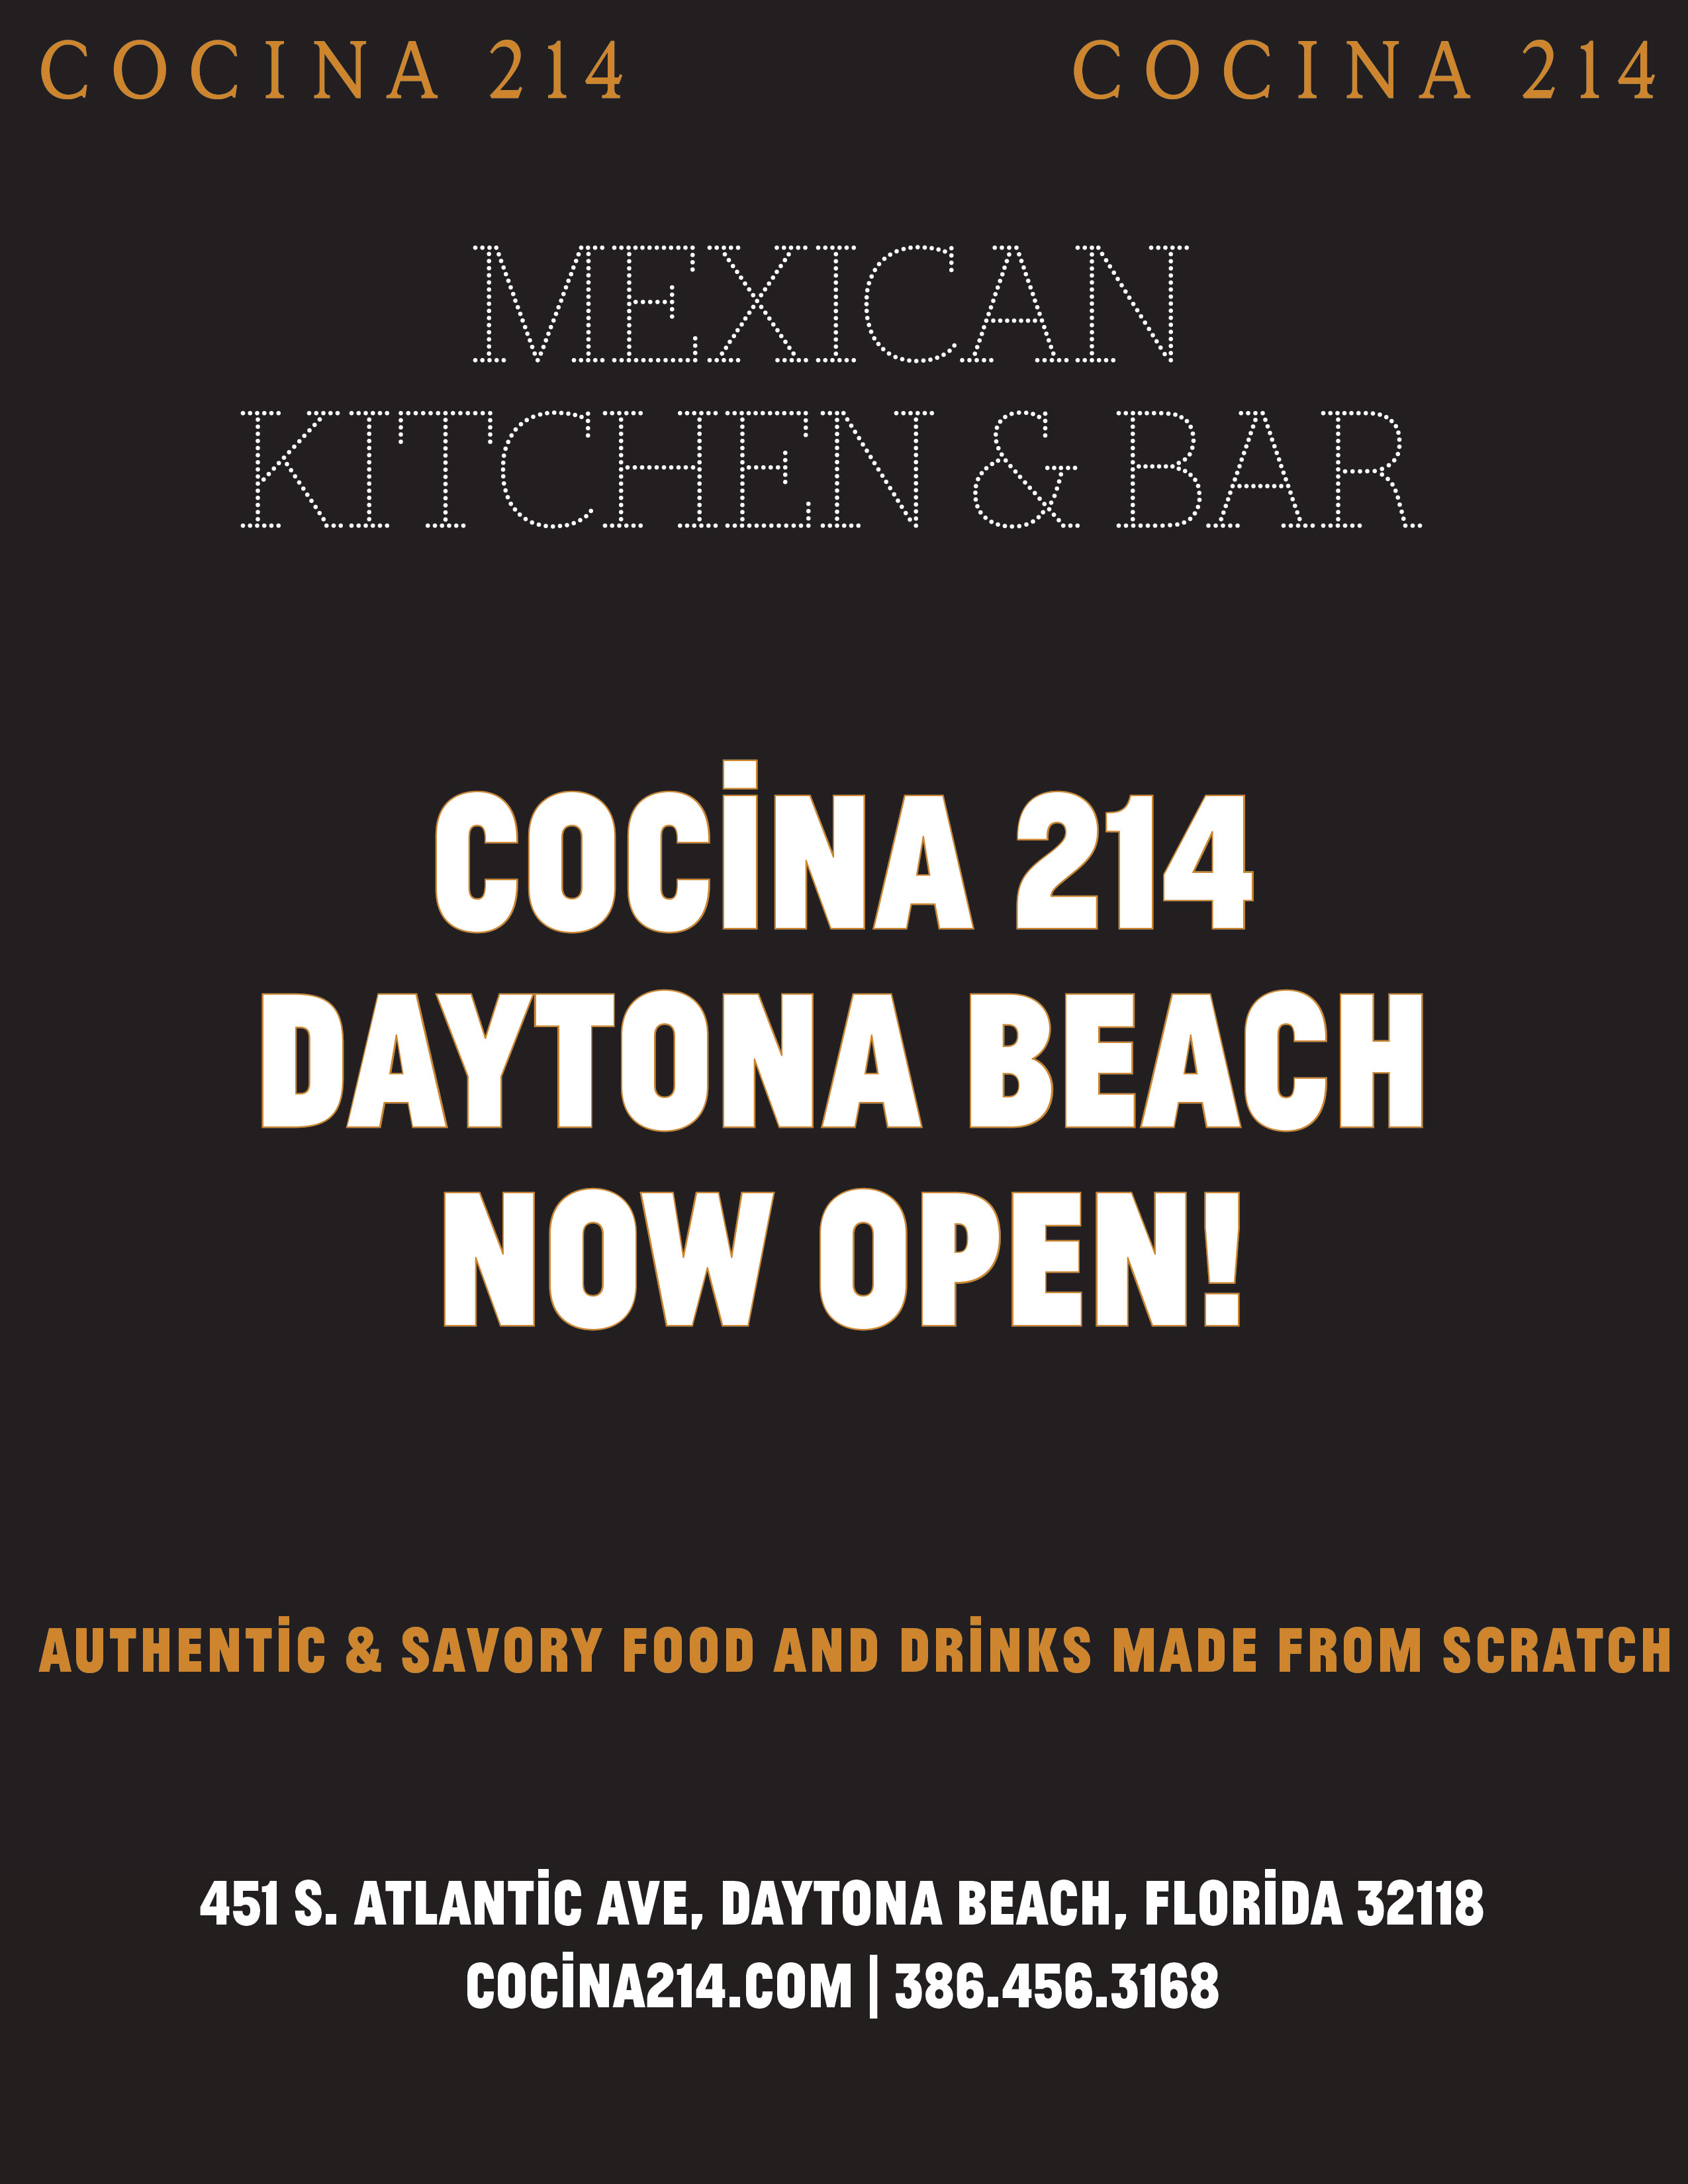 COCINA 214 COCINA 214
MEXICAN
KITCHEN & BAR
COCiNA 214
DAYTONA BEACH
NOW OPEN!
AUTHENTiC & SAVORY FOOD AND DRiNKS MADE FROM SCRATCH
451 S. ATLANTiC AVE, DAYTONA BEACH, FLORiDA 32118
COCiNA214.COM | 386.456.3168